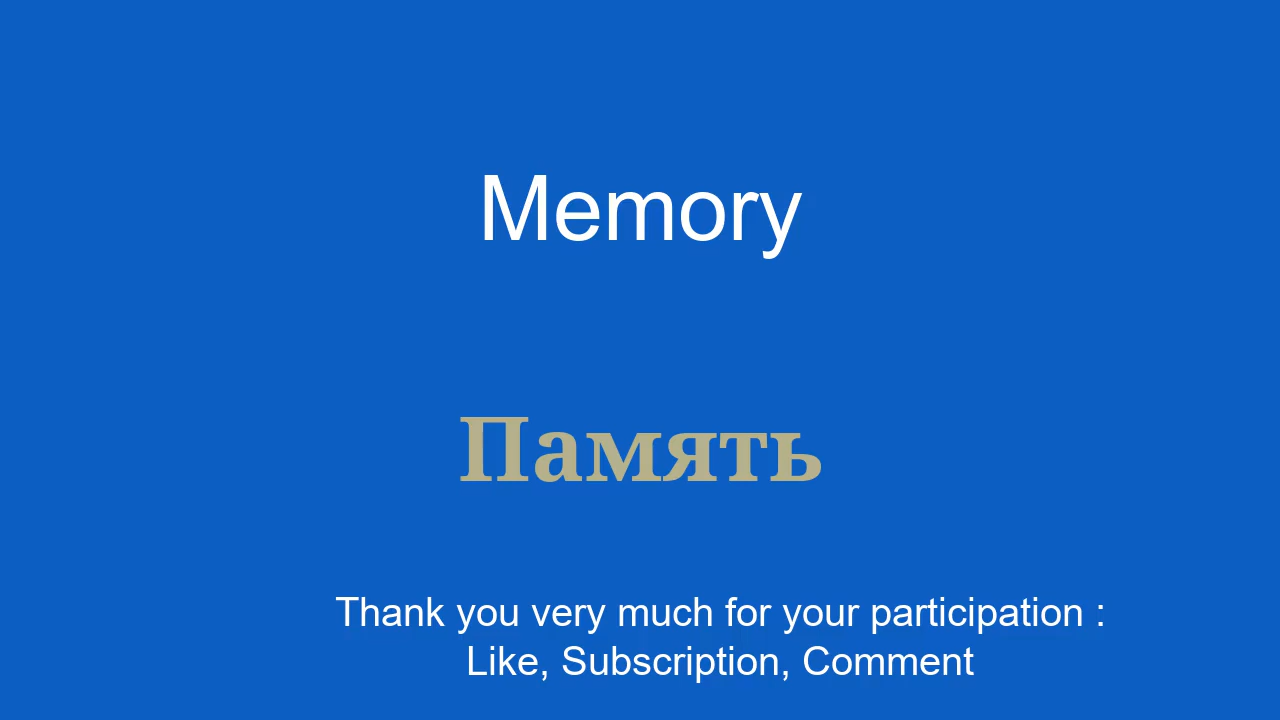 Memory
Память
Thank you very much for your participation :
Like, Subscription, Comment